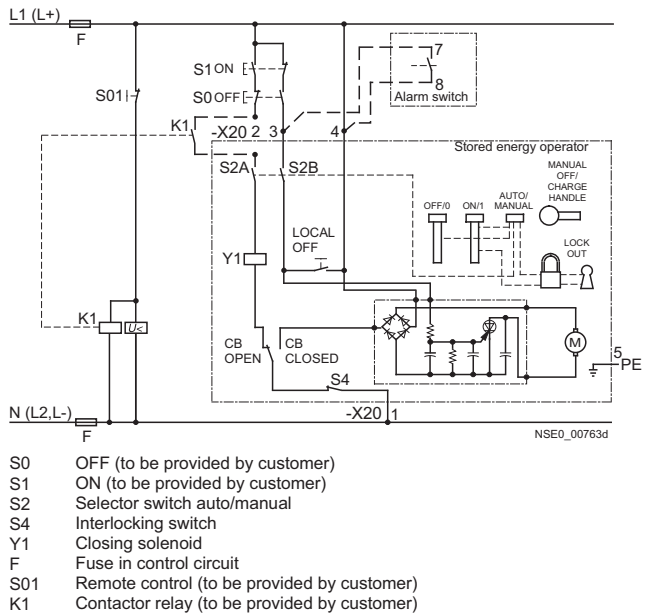 L1 (L+)
F
S1 ON
S0 OFF
S01
K1
-X20 2 3 4
7
8
Alarm switch
Stored energy operator
S2A S2B
MANUAL
OFF/
CHARGE
HANDLE
OFF/0 ON/1 AUTO/
MANUAL
LOCAL
OFF
LOCK
OUT
Y1
K1
U<
CB
OPEN
CB
CLOSED
M
5
PE
S4
N (L2,L-)
F
-X20 1
NSE0_00763d
S0 OFF (to be provided by customer)
S1 ON (to be provided by customer)
S2 Selector switch auto/manual
S4 Interlocking switch
Y1 Closing solenoid
F Fuse in control circuit
S01 Remote control (to be provided by customer)
K1 Contactor relay (to be provided by customer)